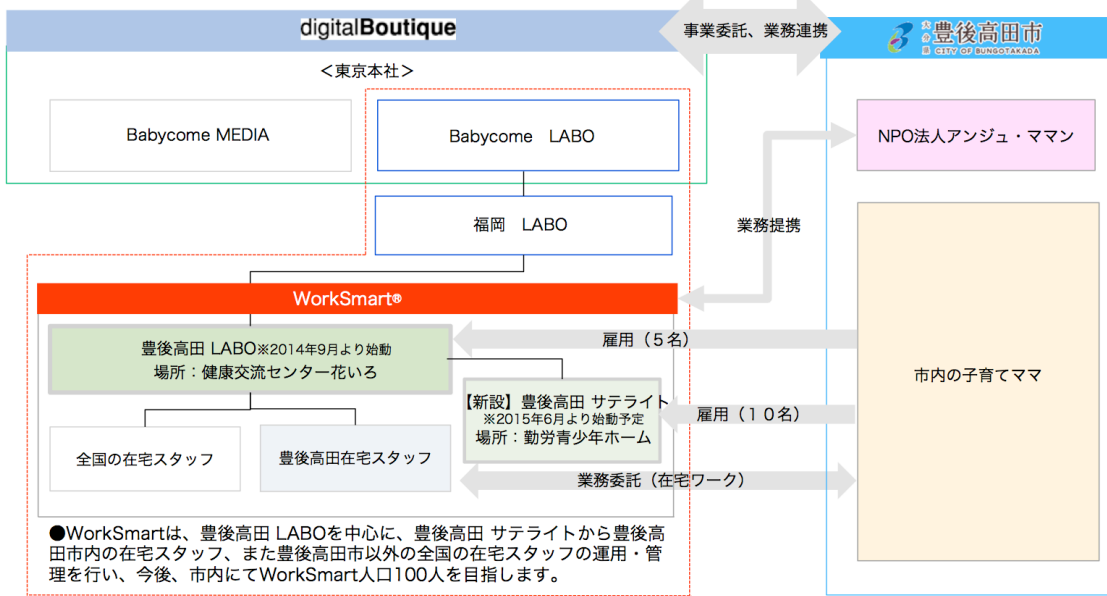 digitalBoutique
事業委託、業務連携
大分県
豊後高田市
CITY OF BUNGOTAKADA
＜東京本社＞
Babycome MEDIA
Babycome　LABO
NPO法人アンジュ・ママン
福岡　LABO
業務提携
WorkSmart®
豊後高田 LABO※2014年9月より始動
場所：健康交流センター花いろ
雇用（５名）
市内の子育てママ
【新設】豊後高田 サテライト
※2015年6月より始動予定
場所：勤労青少年ホーム
雇用（１０名）
全国の在宅スタッフ
豊後高田在宅スタッフ
業務委託（在宅ワーク）
●WorkSmartは、豊後高田 LABOを中心に、豊後高田 サテライトから豊後高
田市内の在宅スタッフ、また豊後高田市以外の全国の在宅スタッフの運用・管
理を行い、今後、市内にてWorkSmart人口100人を目指します。